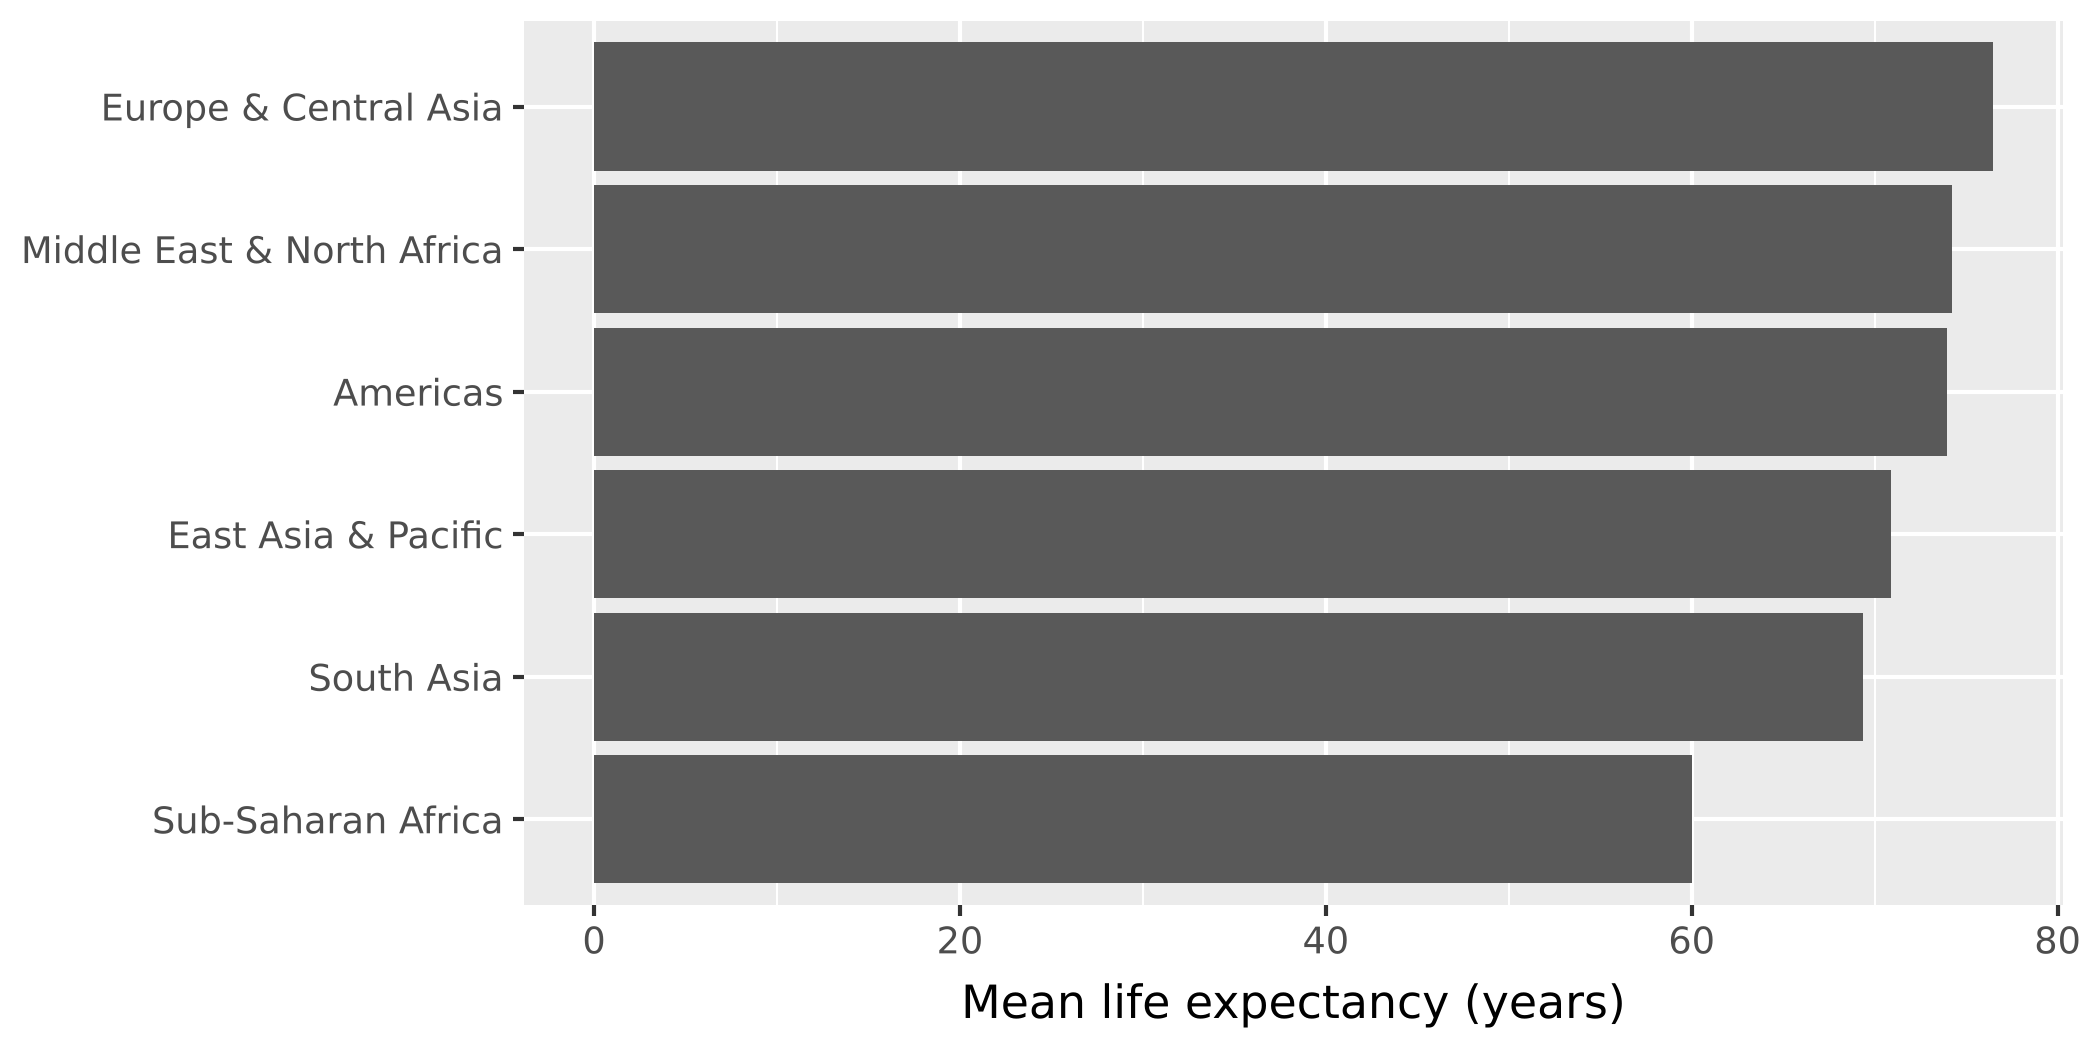 Europe & Central Asia
Middle East & North Africa
Americas
East Asia & Pacific
South Asia
Sub-Saharan Africa
0 20 40 60 80
Mean life expectancy (years)